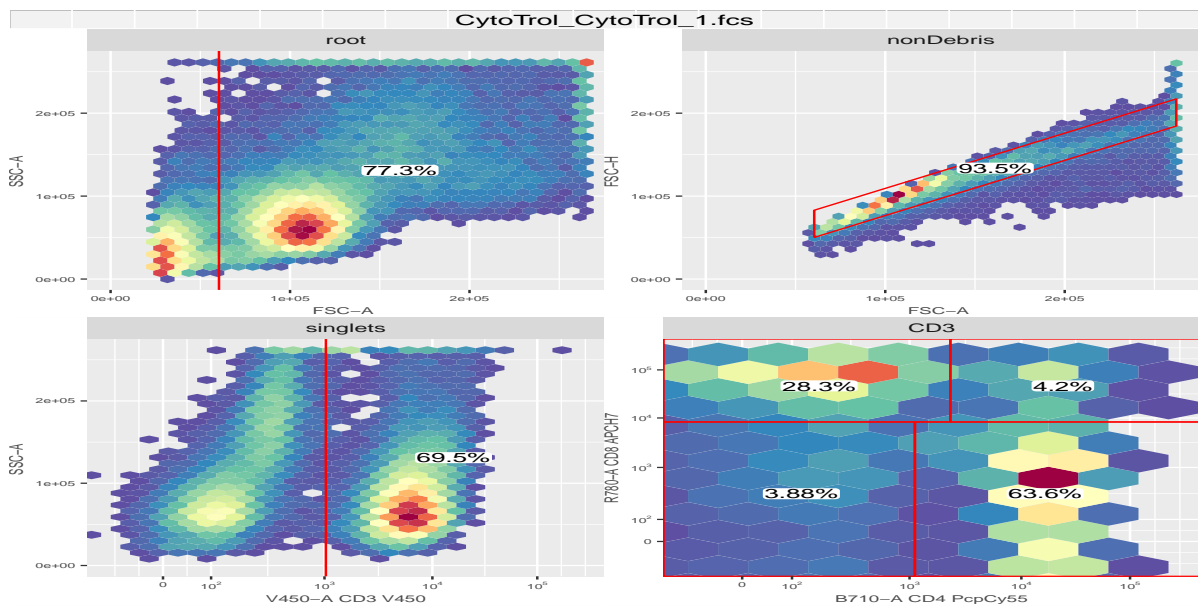 CytoTrol_CytoTrol_1.fcs
root
nonDebris
SSC−A
2e+05
1e+05
0e+00
77.3%
0e+00
1e+05
2e+05
FSC−A
FSC−H
2e+05
1e+05
0e+00
93.5%
0e+00
1e+05
2e+05
FSC−A
singlets
CD3
SSC−A
2e+05
1e+05
0e+00
69.5%
0
10²
10³
10⁴
10⁵
V450−A CD3 V450
R780−A CD8 APCH7
10⁵
10⁴
10³
10²
0
28.3%
4.2%
3.88%
63.6%
0
10²
10³
10⁴
10⁵
B710−A CD4 PcpCy55